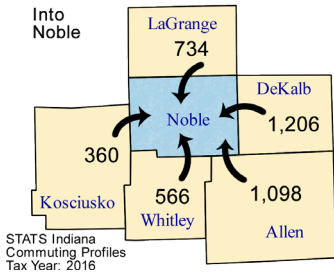 Into
Noble
LaGrange
734
DeKalb
1,206
Noble
360
Kosciusko
566
Whitley
1,098
Allen
STATS Indiana
Commuting Profiles
Tax Year: 2016